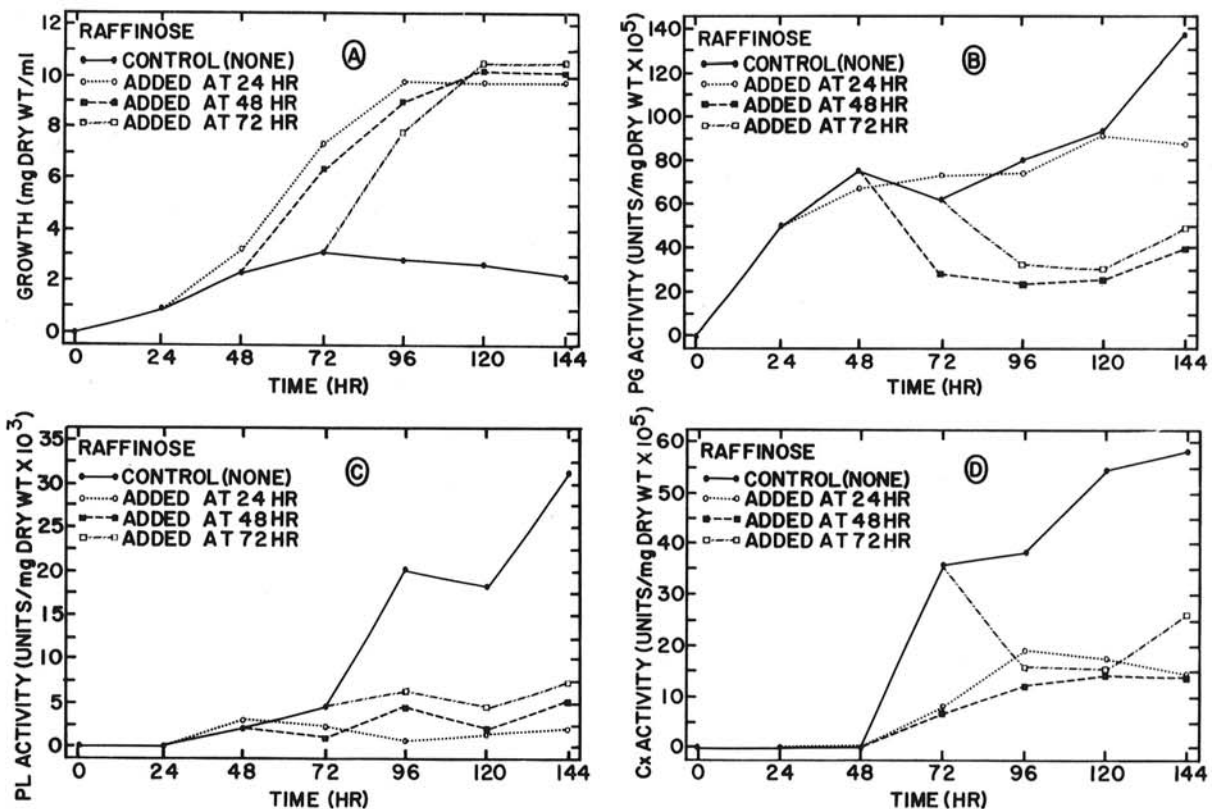 RAFFINOSE
CONTROL (NONE)
ADDED AT 24 HR
ADDED AT 48 HR
ADDED AT 72 HR
A
12
10
8
6
4
2
0
GROWTH (mg DRY WT/ml)
0 24 48 72 96 120 144
TIME (HR)
RAFFINOSE
CONTROL (NONE)
ADDED AT 24 HR
ADDED AT 48 HR
ADDED AT 72 HR
B
140
120
100
80
60
40
20
0
PG ACTIVITY (UNITS/mg DRY WT X 10⁵)
0 24 48 72 96 120 144
TIME (HR)
RAFFINOSE
CONTROL (NONE)
ADDED AT 24 HR
ADDED AT 48 HR
ADDED AT 72 HR
C
35
30
25
20
15
10
5
0
PL ACTIVITY (UNITS/mg DRY WT X 10³)
0 24 48 72 96 120 144
TIME (HR)
RAFFINOSE
CONTROL (NONE)
ADDED AT 24 HR
ADDED AT 48 HR
ADDED AT 72 HR
D
60
50
40
30
20
10
0
Cx ACTIVITY (UNITS/mg DRY WT X 10⁵)
0 24 48 72 96 120 144
TIME (HR)